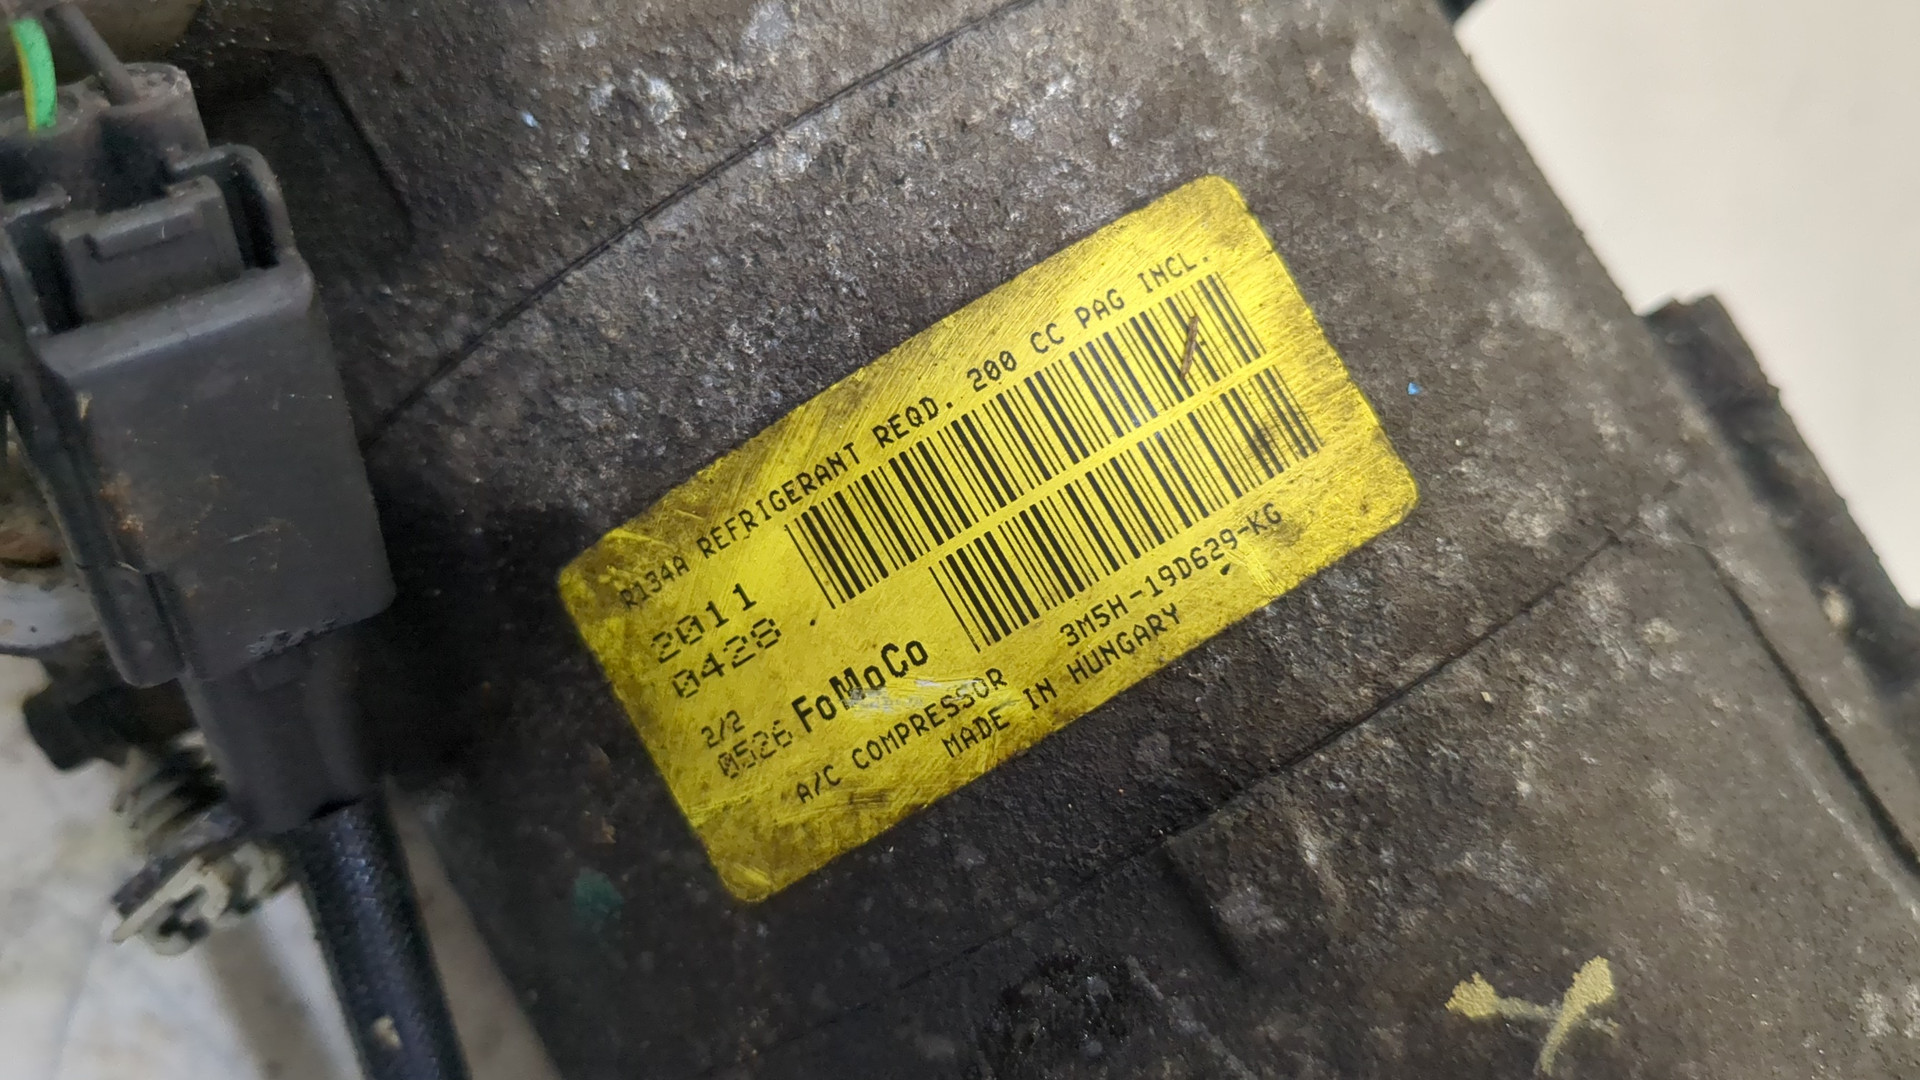 R134A REFRIGERANT REQD. 200 CC PAG INCL.
2011
0428
2/2
0526
FoMoCo
3M5H-19D629-KG
A/C COMPRESSOR
MADE IN HUNGARY